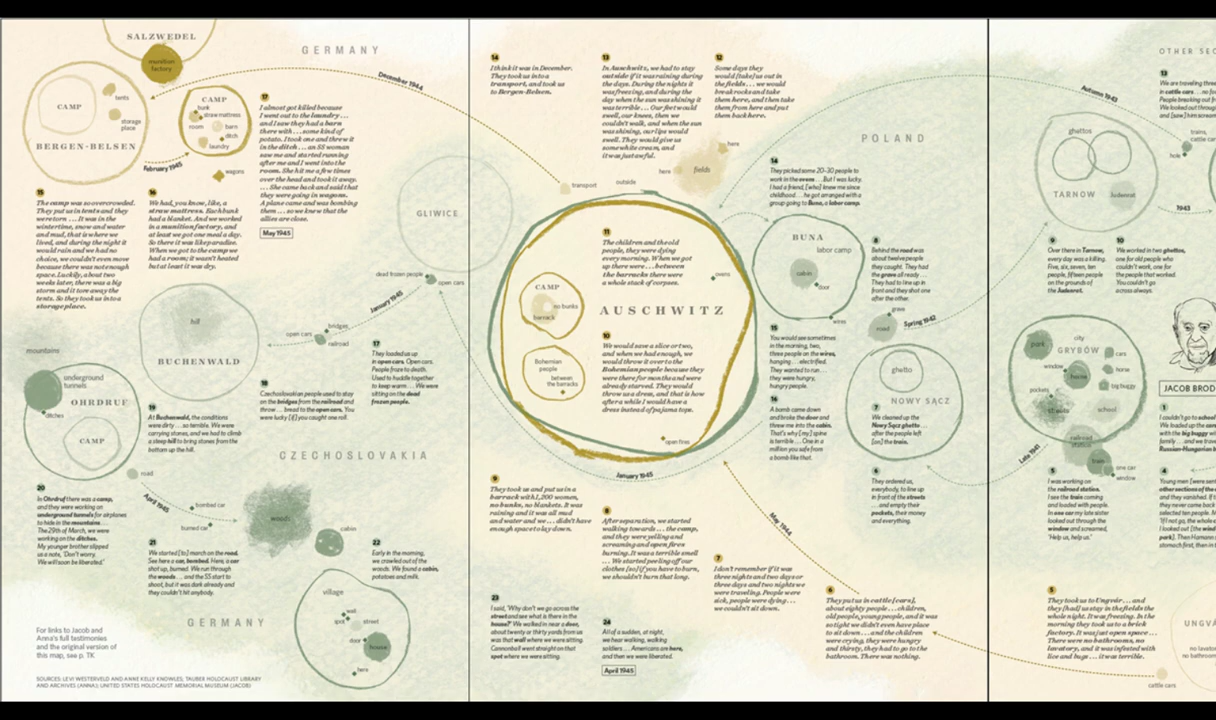 SALZWEDEL
munition
factory
GERMANY
December 1944
CAMP
tents
storage
place
BERGEN-BELSEN
CAMP
bunk
straw mattress
room
barn
ditch
laundry
February 1945
wagons
17
I almost got killed because
I went out to the laundry . . .
and I saw they had a barn
there with . . . some kind of
potato. I took one and threw it
in the ditch . . . an SS woman
saw me and started running
after me and I went into the
room. She hit me a few times
over the head and took it away.
. . . She came back and said that
they were going in wagons.
A plane came and was bombing
them . . . so we knew that the
allies are close.
May 1945
15
The camp was so overcrowded.
They put us in tents and they
were torn . . . It was in the
wintertime, snow and water
and mud, that is where we
lived, and during the night it
would rain and we had no
choice, we couldn't even move
because there was not enough
space. Luckily, about two
weeks later, there was a big
storm and it tore away the
tents. So they took us into a
storage place.
16
We had, you know, like, a
straw mattress. Each bunk
had a blanket. And we worked
in a munition factory, and
at least we got one meal a day.
So there it was like paradise.
When we got to the camp we
had a room; it wasn't heated
but at least it was dry.
GLIWICE
dead frozen people
open cars
January 1945
bridges
open cars
railroad
hill
BUCHENWALD
mountains
underground
tunnels
OHRDRUF
ditches
CAMP
road
17
They loaded us up
in open cars. Open cars.
People froze to death.
Used to huddle together
to keep warm . . . We were
sitting on the dead
frozen people.
18
Czechoslovakian people used to stay
on the bridges from the railroad and
throw . . . bread to the open cars. You
were lucky [if] you caught one roll.
19
At Buchenwald, the conditions
were dirty . . . so terrible. We were
carrying stones, and we had to climb
a steep hill to bring stones from the
bottom up the hill.
CZECHOSLOVAKIA
20
In Ohrdruf there was a camp,
and they were working on
underground tunnels for airplanes
to hide in the mountains . . .
The 29th of March, we were
working on the ditches.
My younger brother slipped
us a note, 'Don't worry.
We will soon be liberated.'
April 1945
bombed car
burned car
woods
cabin
21
We started [to] march on the road.
See here a car, bombed. Here; a car
shot up, burned. We run through
the woods . . . and the SS start to
shoot, but it was dark already and
they couldn't hit anybody.
22
Early in the morning,
we crawled out of the
woods. We found a cabin,
potatoes and milk.
GERMANY
village
wall
spot
street
door
house
here
For links to Jacob and
Anna's full testimonies
and the original version of
this map, see p. TK
SOURCES: LEVI WESTERVELD AND ANNE KELLY KNOWLES; TAUBER HOLOCAUST LIBRARY
AND ARCHIVES (ANNA); UNITED STATES HOLOCAUST MEMORIAL MUSEUM (JACOB)
14
I think it was in December.
They took us into a
transport, and took us
to Bergen-Belsen.
13
In Auschwitz, we had to stay
outside if it was raining during
the days. During the nights it
was freezing, and during the
day when the sun was shining it
was terrible . . . Our feet would
swell, our knees, then we
couldn't walk, and when the sun
was shining, our lips would
swell. They would give us
some white cream, and
it was just awful.
12
Some days they
would [take] us out in
the fields . . . we would
break rocks and take
them here, and then take
them from here and put
them back here.
here
here
fields
transport
outside
11
The children and the old
people, they were dying
every morning. When we got
up there were . . . between
the barracks there were
a whole stack of corpses.
ovens
CAMP
no bunks
barrack
AUSCHWITZ
Bohemian
people
between
the barracks
10
We would save a slice or two,
and when we had enough, we
would throw it over to the
Bohemian people because they
were there for months and were
already starved. They would
throw us a dress, and that is how
after a while I would have a
dress instead of pajama tops.
open fires
January 1945
9
They took us and put us in a
barrack with 1,200 women,
no bunks, no blankets. It was
raining and it was all mud
and water and we . . . didn't have
enough space to lay down.
8
After separation, we started
walking towards . . . the camp,
and they were yelling and
screaming and open fires
burning. It was a terrible smell
. . . We started peeling off our
clothes [so] if you have to burn,
we shouldn't burn that long.
7
I don't remember if it was
three nights and two days or
three days and two nights we
were traveling. People were
sick, people were dying . . .
we couldn't sit down.
May 1944
23
I said, 'Why don't we go across the
street and see what is there in the
house?' We walked in near a door,
about twenty or thirty yards from us
was that wall where we were sitting.
Cannonball went straight on that
spot where we were sitting.
24
All of a sudden, at night,
we hear walking, walking
soldiers . . . Americans are here,
and then we were liberated.
April 1945
POLAND
14
They picked some 20–30 people to
work in the ovens . . . But I was lucky.
I had a friend, [who] knew me since
childhood . . . he got arranged with a
group going to Buna, a labor camp.
BUNA
labor camp
cabin
door
wires
8
Behind the road was
about twelve people
they caught. They had
the grave all ready . . .
They had to line up in
front and they shot one
after the other.
grave
road
Spring 1942
15
You would see sometimes
in the morning, two,
three people on the wires,
hanging . . . electrified.
They wanted to run . . .
they were hungry,
hungry people.
16
A bomb came down
and broke the door and
threw me into the cabin.
That's why [my] spine
is terrible . . . One in a
million you was safe from
a bomb like that.
ghetto
NOWY SĄCZ
7
We cleaned up the
Nowy Sącz ghetto . . .
after the people left
[on] the train.
6
They ordered us,
everybody, to line up
in front of the streets
. . . and empty their
pockets, their money
and everything.
6
They put us in cattle [cars],
about eighty people . . . children,
old people, young people, and it was
so tight we didn't even have place
to sit down . . . and the children
were crying, they were hungry
and thirsty, they had to go to the
bathroom. There was nothing.
OTHER SEC
Autumn 1943
13
We are traveling three
in cattle cars
People breaking out fr
ghettos
TARNOW
Judenrat
trains,
cattle car
hole
1943
9
Over there in Tarnow,
every day was a killing.
Five, six, seven, ten
people, fifteen people
on the grounds of
the Judenrat.
10
We worked in two ghettos,
one for old people who
couldn't work, one for
the people that worked.
You couldn't go
across always.
park
city
GRYBÓW
cars
window
home
horse
big buggy
pockets
streets
school
railroad
station
train
one car
window
Late 1941
JACOB BROD
1
I couldn't go to school
with the big buggy wi
family . . . and we trave
Russian-Hungarian b
5
I was working on
the railroad station.
I see the train coming
and loaded with people.
In one car my late sister
looked out through the
window and screamed,
'Help us, help us.'
4
Young men [were sent
other sections of the c
and they vanished. If t
'If I not go, the whole c
I looked out [the wind
stomach first, then in t
5
They took us to Ungvár . . . and
they [had] us stay in the fields the
whole night. It was freezing. In the
morning they took us to a brick
factory. It was just open space . . .
There were no bathrooms, no
lavatory, and it was infested with
lice and bugs . . . it was terrible.
UNGVÁ
no lavator
no bathroom
cattle cars